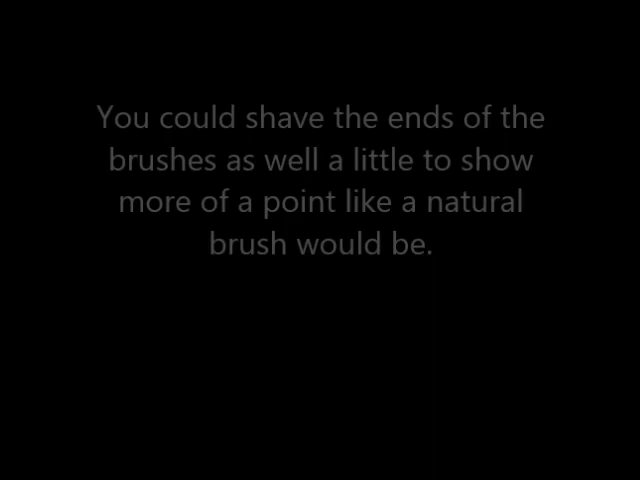 You could shave the ends of the
brushes as well a little to show
more of a point like a natural
brush would be.